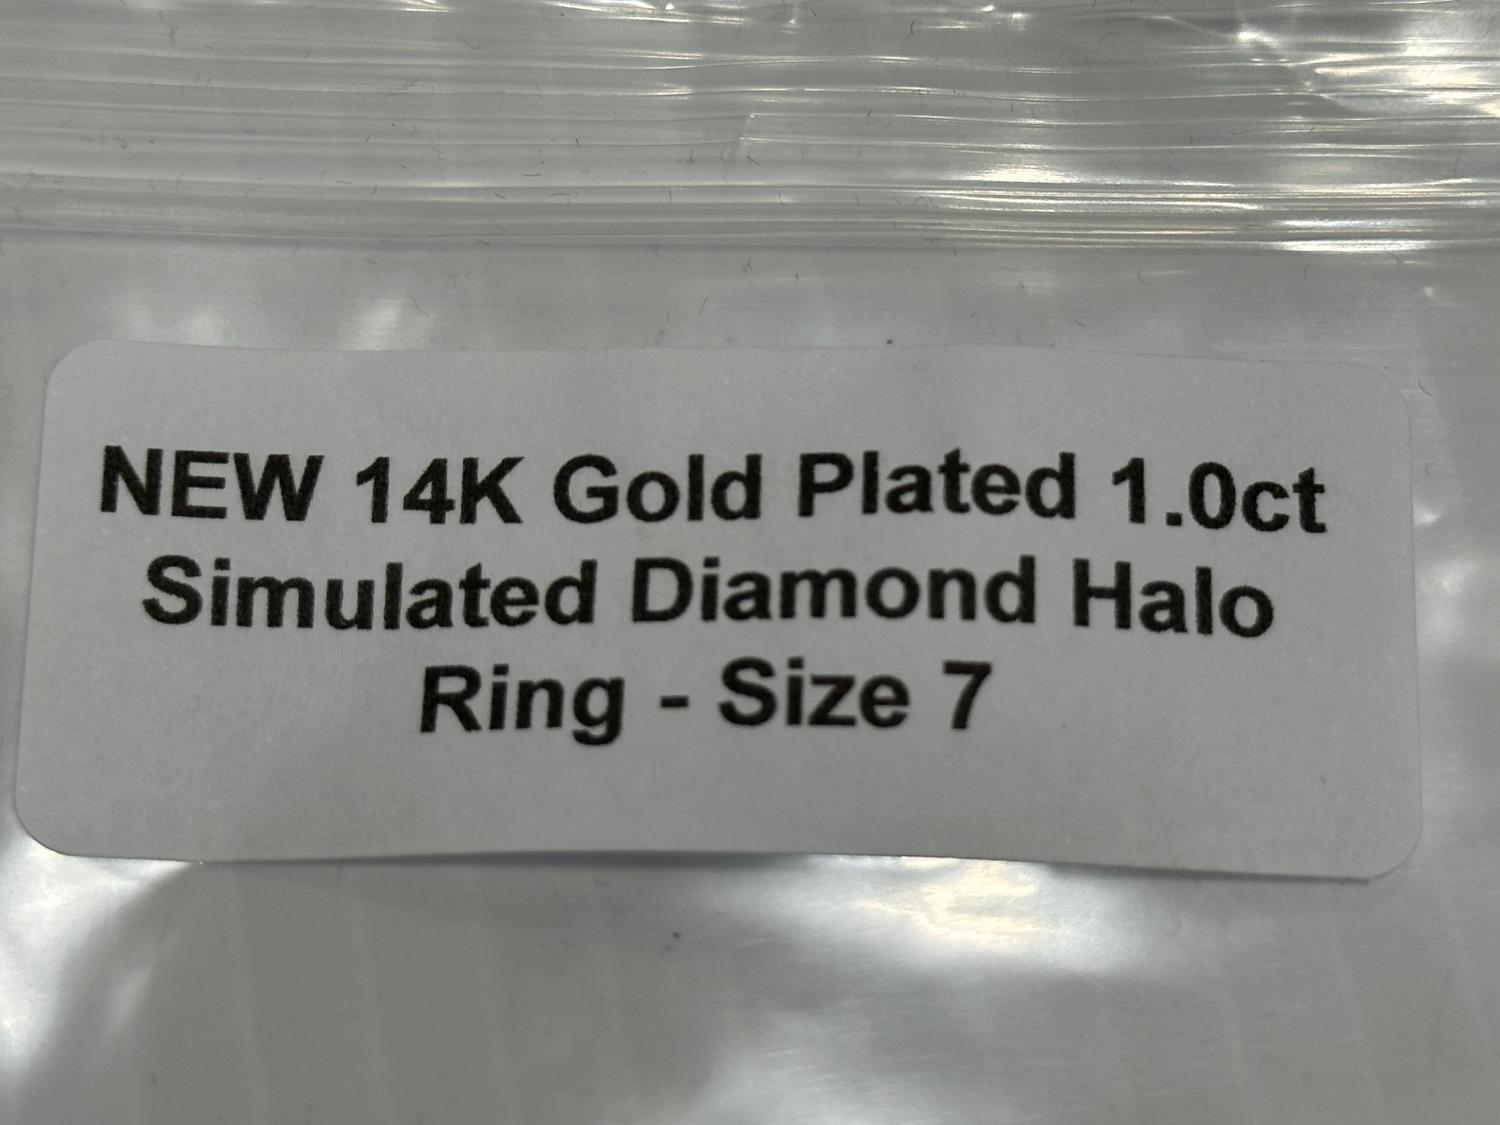 NEW 14K Gold Plated 1.0ct
Simulated Diamond Halo
Ring - Size 7